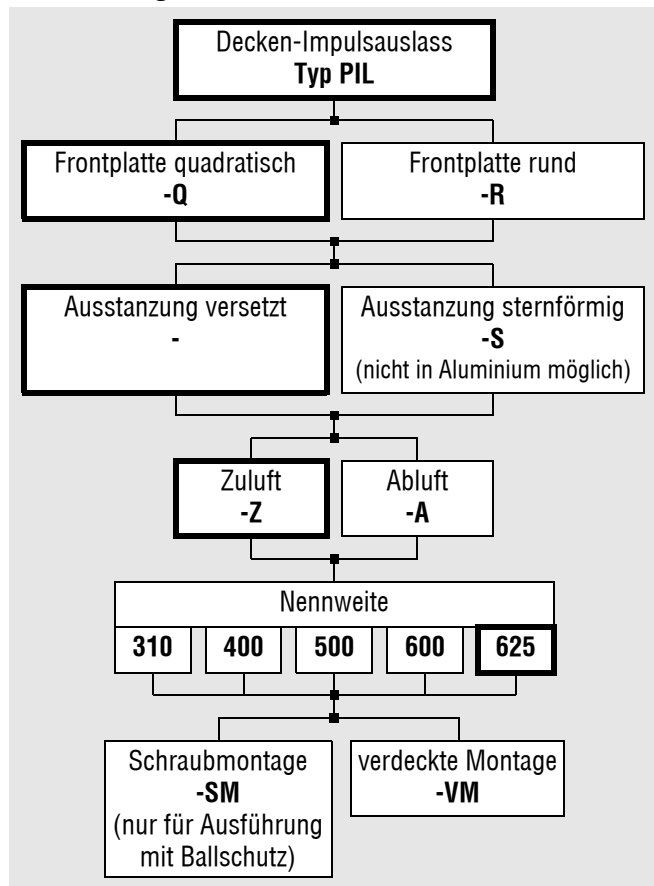 Decken-Impulsauslass
Typ PIL
Frontplatte quadratisch
-Q
Frontplatte rund
-R
Ausstanzung versetzt
-
Ausstanzung sternförmig
-S
(nicht in Aluminium möglich)
Zuluft
-Z
Abluft
-A
Nennweite
310 400 500 600 625
Schraubmontage
-SM
(nur für Ausführung
mit Ballschutz)
verdeckte Montage
-VM